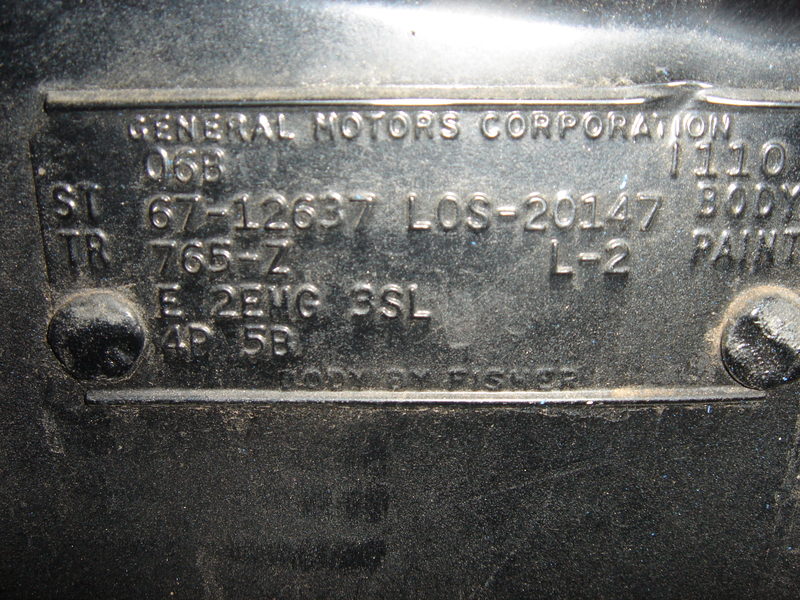 GENERAL MOTORS CORPORATION
06B 1110
ST 67-12637 LOS-20147 BODY
TR 765-Z L-2 PAINT
E 2EMG 3SL
4P 5B
BODY BY FISHER